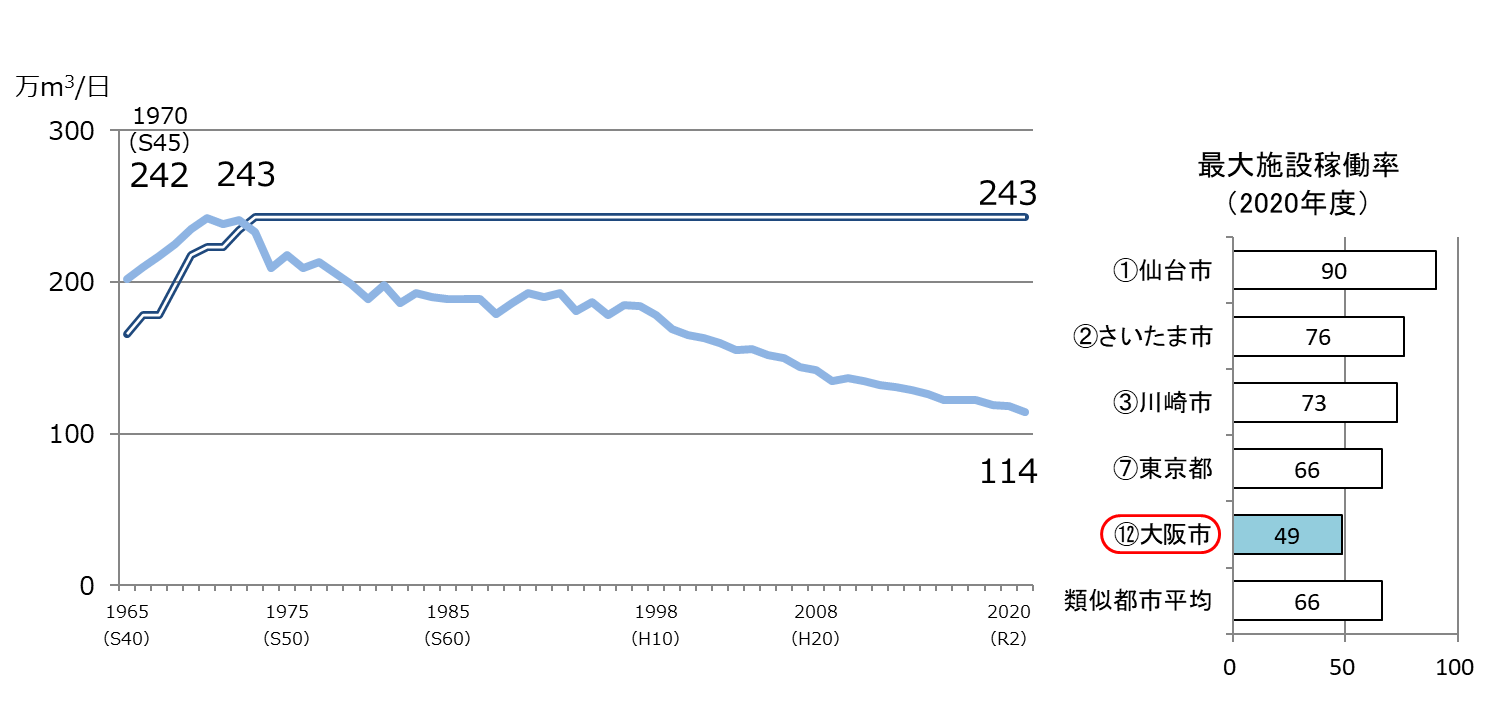 万m³/日
1970
（S45）
242
243
243
300
200
100
0
114
1965
（S40）
1975
（S50）
1985
（S60）
1998
（H10）
2008
（H20）
2020
（R2）
最大施設稼働率
（2020年度）
①仙台市 90
②さいたま市 76
③川崎市 73
⑦東京都 66
⑫大阪市 49
類似都市平均 66
0 50 100